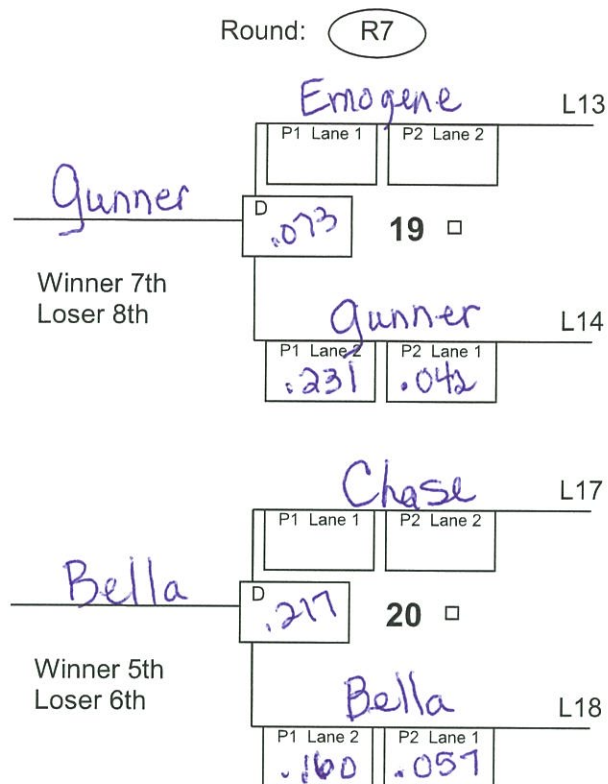 Round: R7
Emogene L13
P1 Lane 1 P2 Lane 2
Gunner
D .073 19
Winner 7th
Loser 8th
Gunner L14
P1 Lane 2 P2 Lane 1
.042
Chase L17
P1 Lane 1 P2 Lane 2
Bella
D .217 20
Winner 5th
Loser 6th
Bella L18
P1 Lane 2 P2 Lane 1
.160 .057